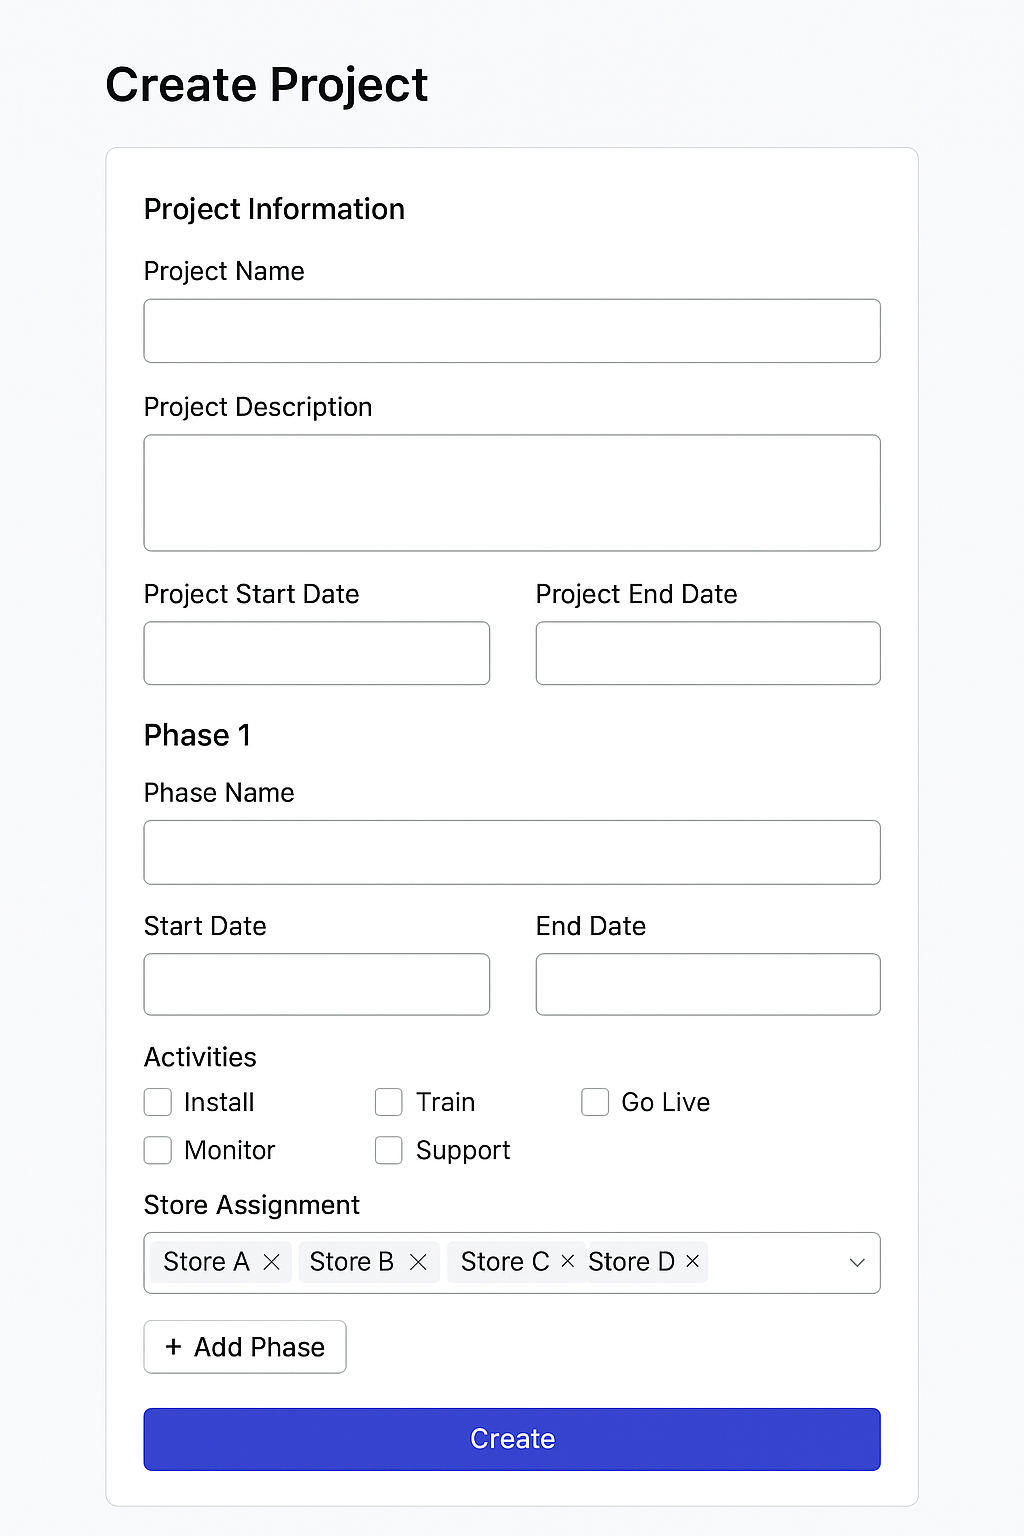 Create Project
Project Information
Project Name
Project Description
Project Start Date Project End Date
Phase 1
Phase Name
Start Date End Date
Activities
Install Train Go Live
Monitor Support
Store Assignment
Store A × Store B × Store C × Store D ×
+ Add Phase
Create